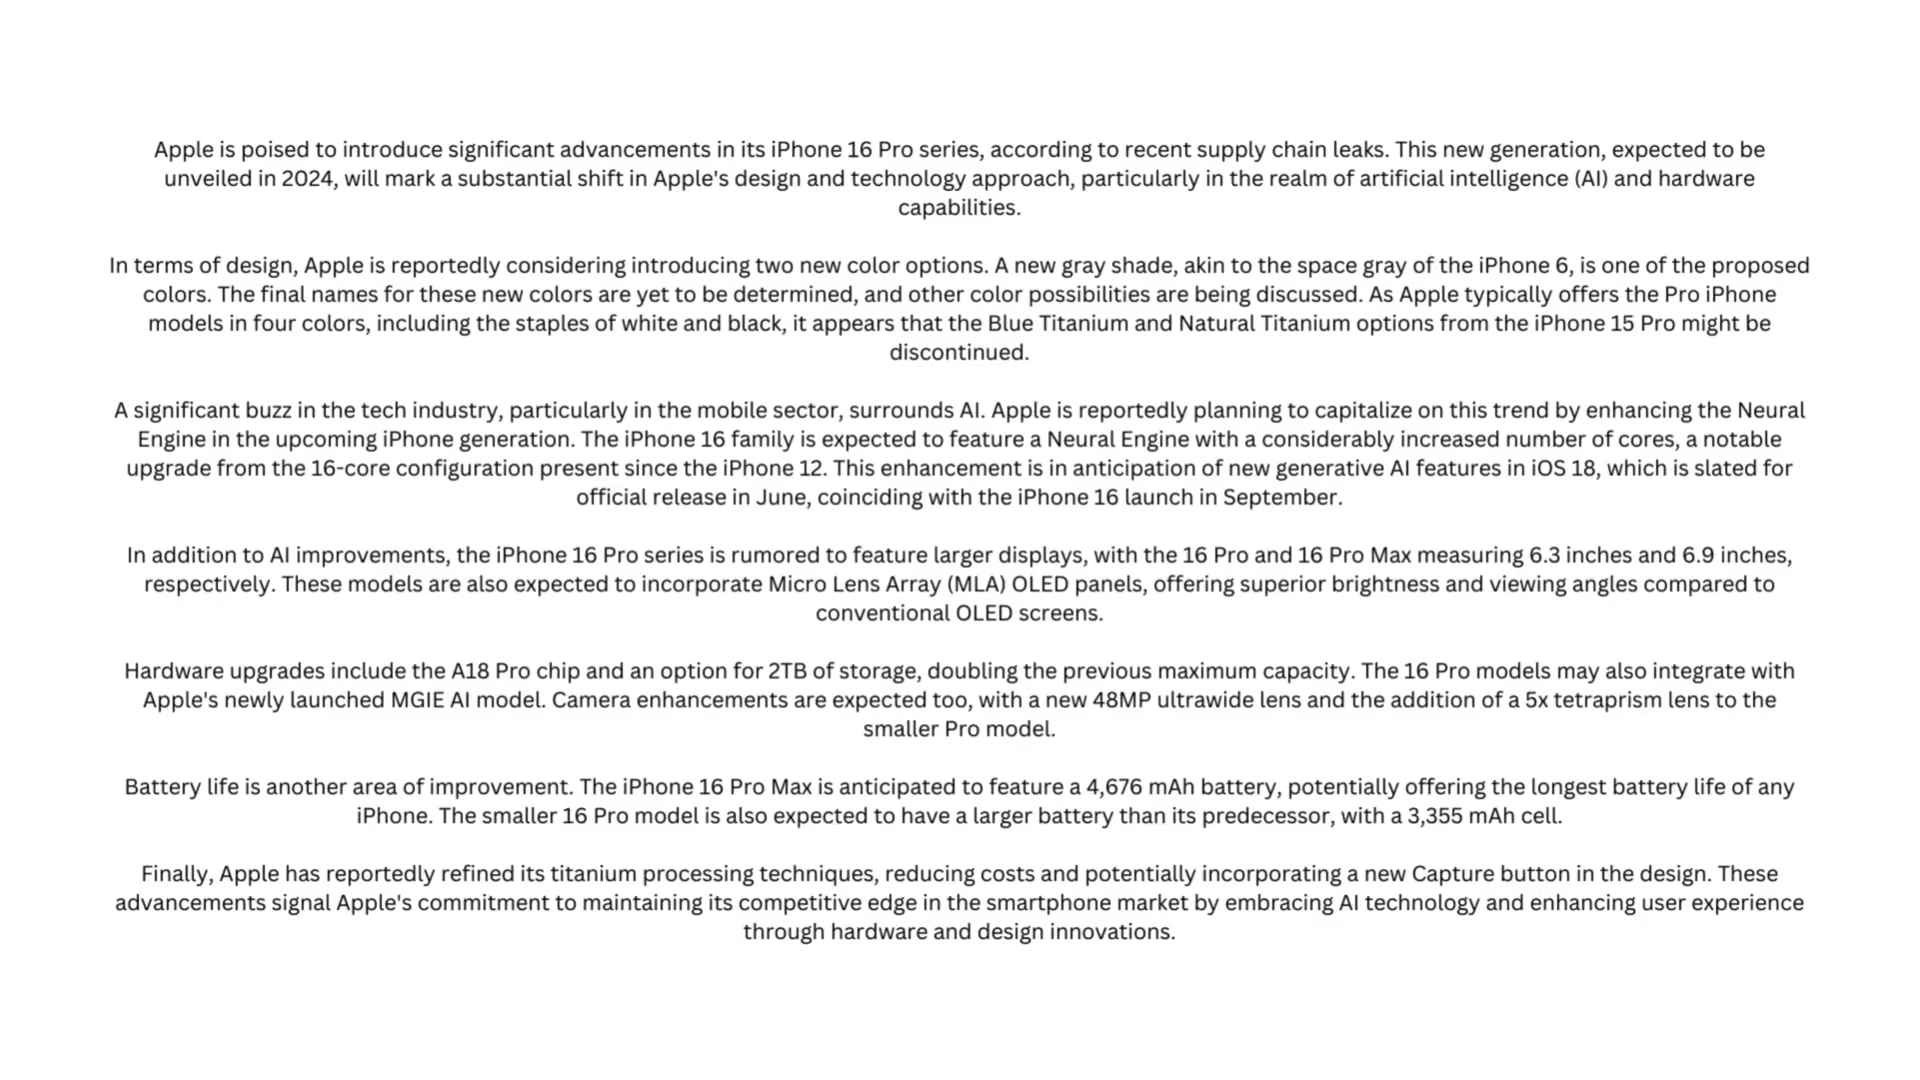 Apple is poised to introduce significant advancements in its iPhone 16 Pro series, according to recent supply chain leaks. This new generation, expected to be
unveiled in 2024, will mark a substantial shift in Apple's design and technology approach, particularly in the realm of artificial intelligence (AI) and hardware
capabilities.
In terms of design, Apple is reportedly considering introducing two new color options. A new gray shade, akin to the space gray of the iPhone 6, is one of the proposed
colors. The final names for these new colors are yet to be determined, and other color possibilities are being discussed. As Apple typically offers the Pro iPhone
models in four colors, including the staples of white and black, it appears that the Blue Titanium and Natural Titanium options from the iPhone 15 Pro might be
discontinued.
A significant buzz in the tech industry, particularly in the mobile sector, surrounds AI. Apple is reportedly planning to capitalize on this trend by enhancing the Neural
Engine in the upcoming iPhone generation. The iPhone 16 family is expected to feature a Neural Engine with a considerably increased number of cores, a notable
upgrade from the 16-core configuration present since the iPhone 12. This enhancement is in anticipation of new generative AI features in iOS 18, which is slated for
official release in June, coinciding with the iPhone 16 launch in September.
In addition to AI improvements, the iPhone 16 Pro series is rumored to feature larger displays, with the 16 Pro and 16 Pro Max measuring 6.3 inches and 6.9 inches,
respectively. These models are also expected to incorporate Micro Lens Array (MLA) OLED panels, offering superior brightness and viewing angles compared to
conventional OLED screens.
Hardware upgrades include the A18 Pro chip and an option for 2TB of storage, doubling the previous maximum capacity. The 16 Pro models may also integrate with
Apple's newly launched MGIE AI model. Camera enhancements are expected too, with a new 48MP ultrawide lens and the addition of a 5x tetraprism lens to the
smaller Pro model.
Battery life is another area of improvement. The iPhone 16 Pro Max is anticipated to feature a 4,676 mAh battery, potentially offering the longest battery life of any
iPhone. The smaller 16 Pro model is also expected to have a larger battery than its predecessor, with a 3,355 mAh cell.
Finally, Apple has reportedly refined its titanium processing techniques, reducing costs and potentially incorporating a new Capture button in the design. These
advancements signal Apple's commitment to maintaining its competitive edge in the smartphone market by embracing AI technology and enhancing user experience
through hardware and design innovations.